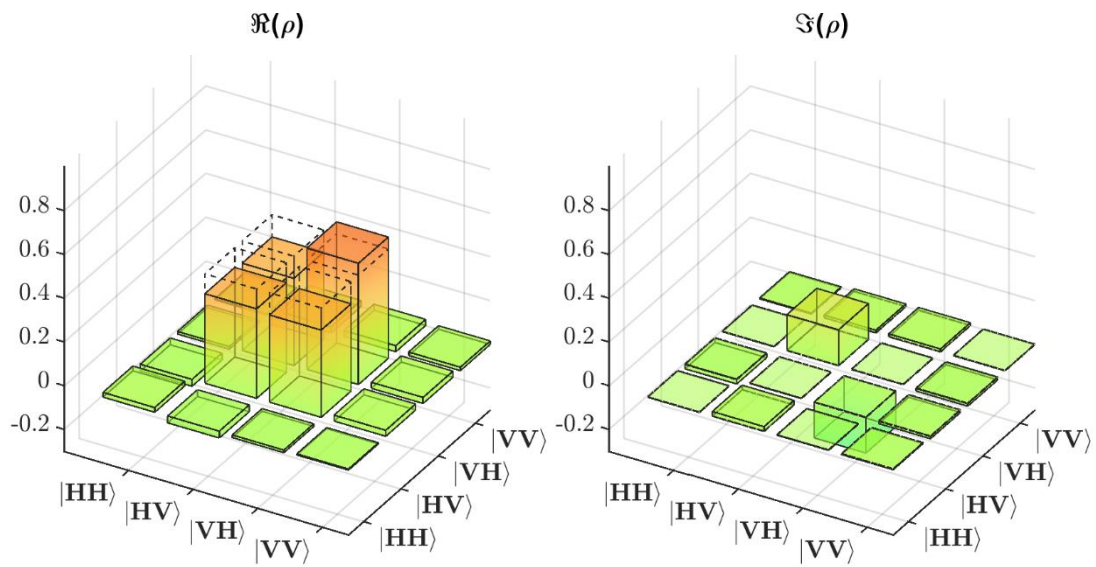 ℜ(ρ)
0.8
0.6
0.4
0.2
0
-0.2
|HH⟩
|HV⟩
|VH⟩
|VV⟩
|HH⟩
|HV⟩
|VH⟩
|VV⟩
ℑ(ρ)
0.8
0.6
0.4
0.2
0
-0.2
|HH⟩
|HV⟩
|VH⟩
|VV⟩
|HH⟩
|HV⟩
|VH⟩
|VV⟩